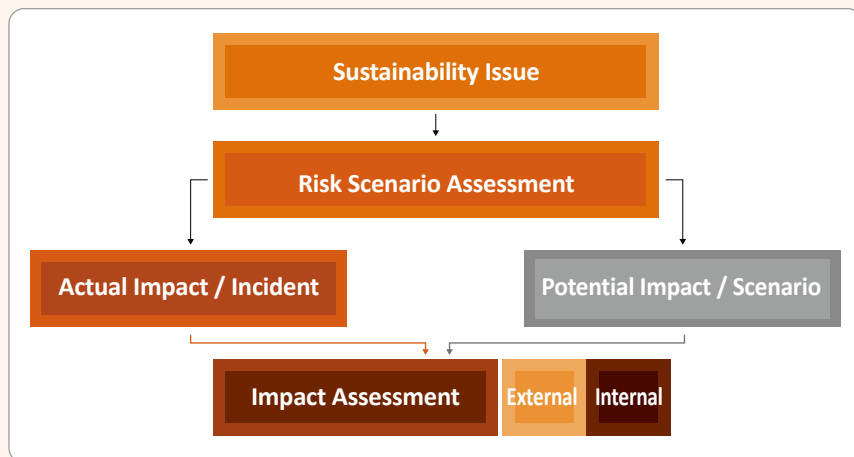 Sustainability Issue
Risk Scenario Assessment
Actual Impact / Incident
Potential Impact / Scenario
Impact Assessment
External
Internal